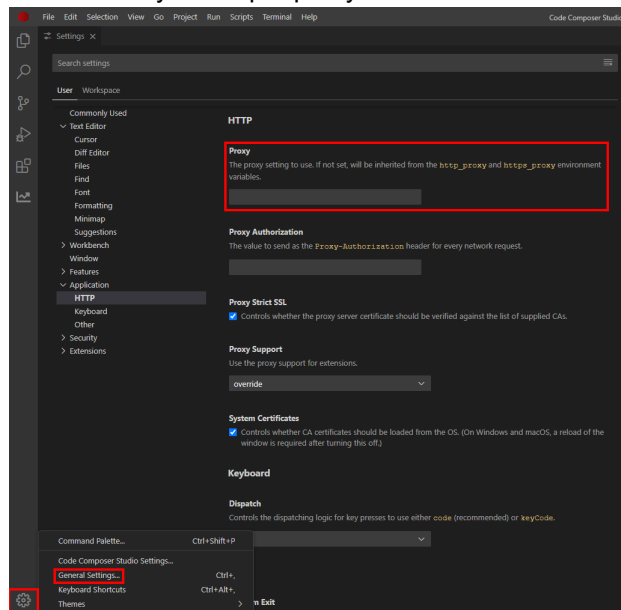 File Edit Selection View Go Project Run Scripts Terminal Help Code Composer Studio
Settings
Search settings
User Workspace
Commonly Used
Text Editor
Cursor
Diff Editor
Files
Find
Font
Formatting
Minimap
Suggestions
Workbench
Window
Features
Application
HTTP
Keyboard
Other
Security
Extensions
HTTP
Proxy
The proxy setting to use. If not set, will be inherited from the http_proxy and https_proxy environment
variables.
Proxy Authorization
The value to send as the Proxy-Authorization header for every network request.
Proxy Strict SSL
Controls whether the proxy server certificate should be verified against the list of supplied CAs.
Proxy Support
Use the proxy support for extensions.
override
System Certificates
Controls whether CA certificates should be loaded from the OS. (On Windows and macOS, a reload of the
window is required after turning this off.)
Keyboard
Dispatch
Controls the dispatching logic for key presses to use either code (recommended) or keyCode.
Command Palette... Ctrl+Shift+P
Code Composer Studio Settings...
General Settings... Ctrl+,
Keyboard Shortcuts Ctrl+Alt+,
Themes
Exit